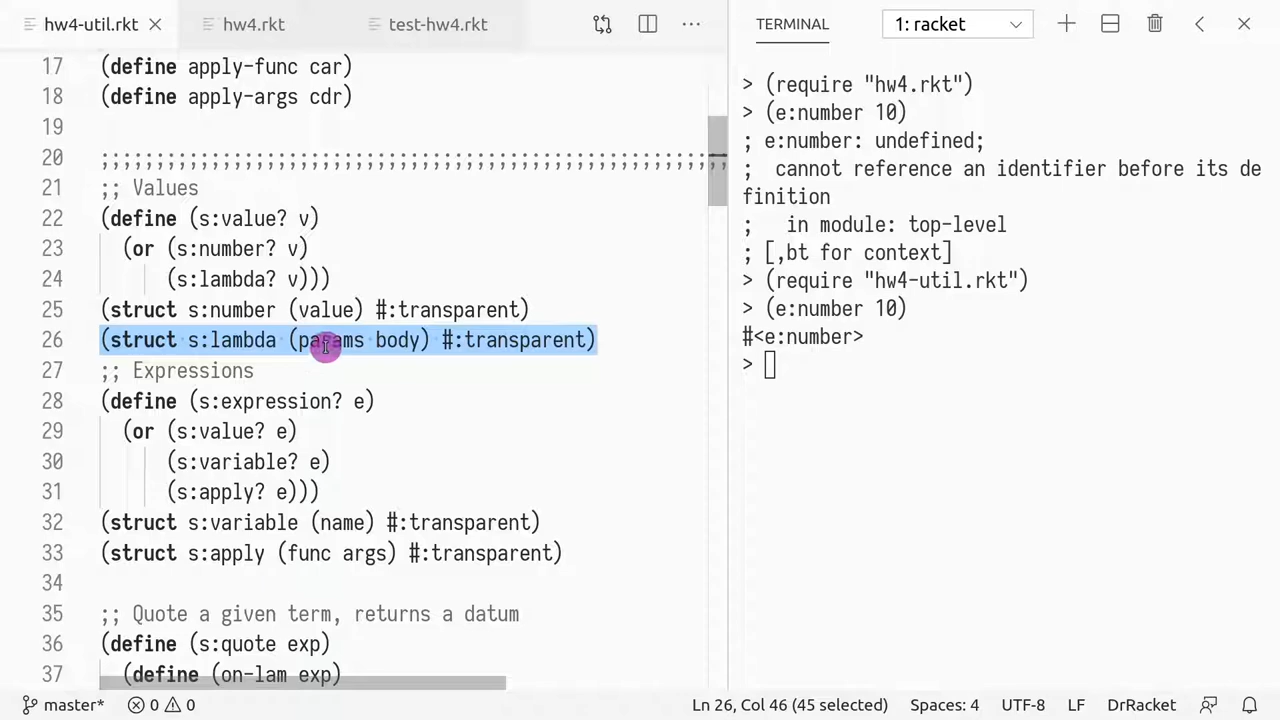 hw4-util.rkt
hw4.rkt
test-hw4.rkt
17 (define apply-func car)
18 (define apply-args cdr)
19
20 ;;;;;;;;;;;;;;;;;;;;;;;;;;;;;;;;;;;;;;;;;;;;;;;;;;;;;;;;;
21 ;; Values
22 (define (s:value? v)
23 (or (s:number? v)
24 (s:lambda? v)))
25 (struct s:number (value) #:transparent)
26 (struct s:lambda (params body) #:transparent)
27 ;; Expressions
28 (define (s:expression? e)
29 (or (s:value? e)
30 (s:variable? e)
31 (s:apply? e)))
32 (struct s:variable (name) #:transparent)
33 (struct s:apply (func args) #:transparent)
34
35 ;; Quote a given term, returns a datum
36 (define (s:quote exp)
37 (define (on-lam exp)
TERMINAL
1: racket
> (require "hw4.rkt")
> (e:number 10)
; e:number: undefined;
;  cannot reference an identifier before its de
finition
;   in module: top-level
; [,bt for context]
> (require "hw4-util.rkt")
> (e:number 10)
#<e:number>
>
master* 0 0 Ln 26, Col 46 (45 selected) Spaces: 4 UTF-8 LF DrRacket